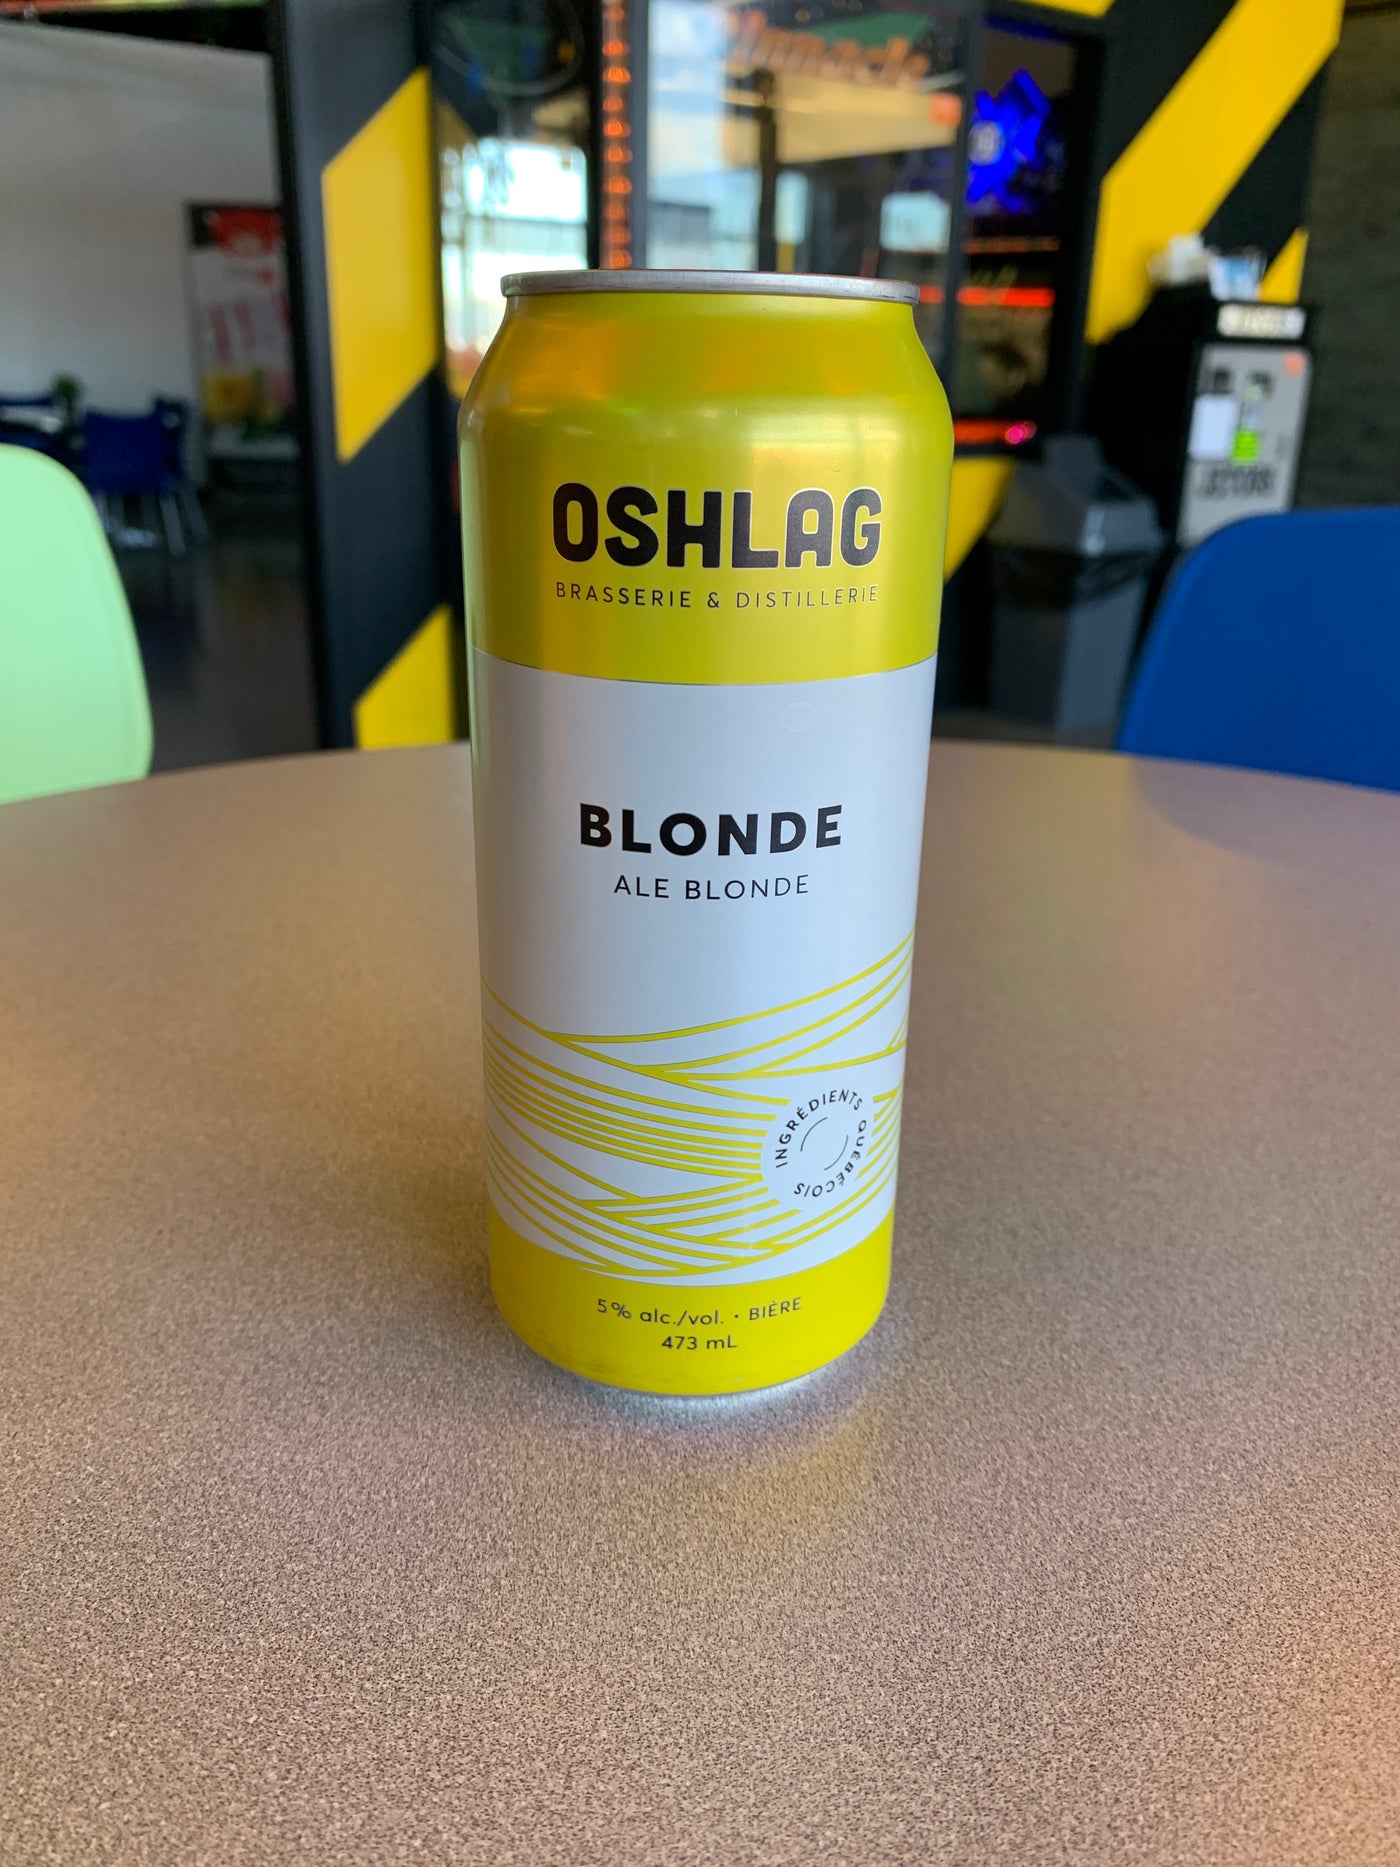 OSHLAG
BRASSERIE & DISTILLERIE
BLONDE
ALE BLONDE
INGRÉDIENTS QUÉBÉCOIS
5% alc./vol. · BIÈRE
473 mL